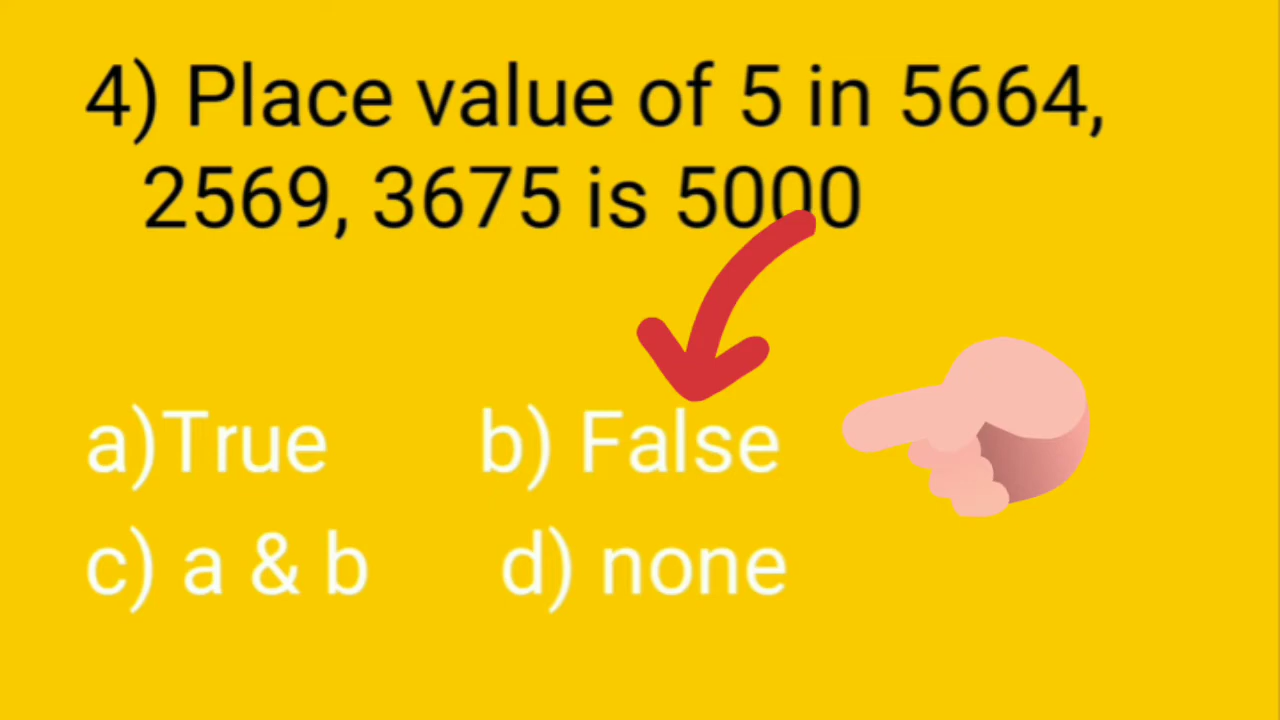 4) Place value of 5 in 5664,
2569, 3675 is 5000
a)True b) False
c) a & b d) none